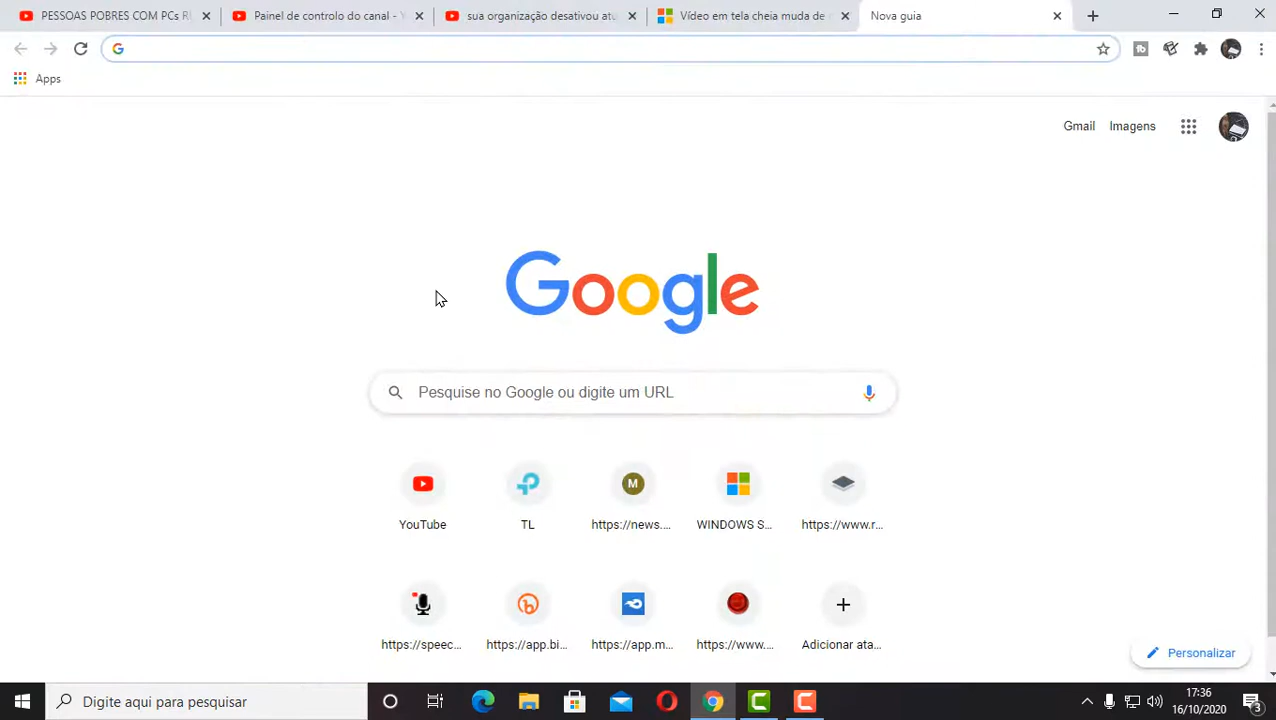 PESSOAS POBRES COM PCs RI
Painel de controlo do canal -
sua organização desativou atu
Vídeo em tela cheia muda de
Nova guia
Apps
Gmail
Imagens
Google
Pesquise no Google ou digite um URL
YouTube
TL
M
https://news....
WINDOWS S...
https://www.r...
https://speec...
https://app.bi...
https://app.m...
https://www....
Adicionar ata...
Personalizar
Digite aqui para pesquisar
17:36
16/10/2020
3